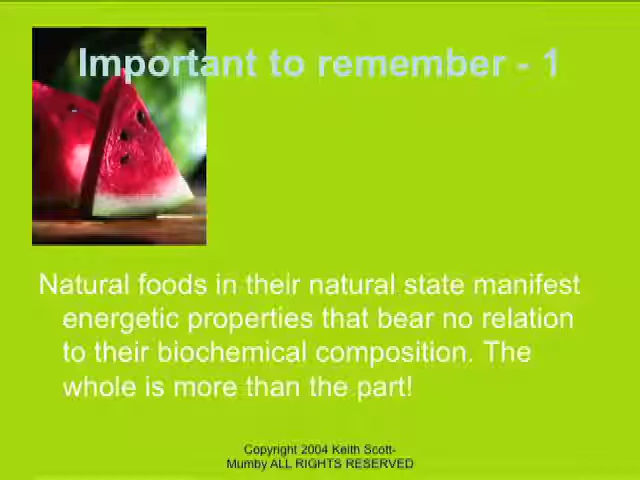 Important to remember - 1
Natural foods in their natural state manifest
energetic properties that bear no relation
to their biochemical composition. The
whole is more than the part!
Copyright 2004 Keith Scott-
Mumby ALL RIGHTS RESERVED